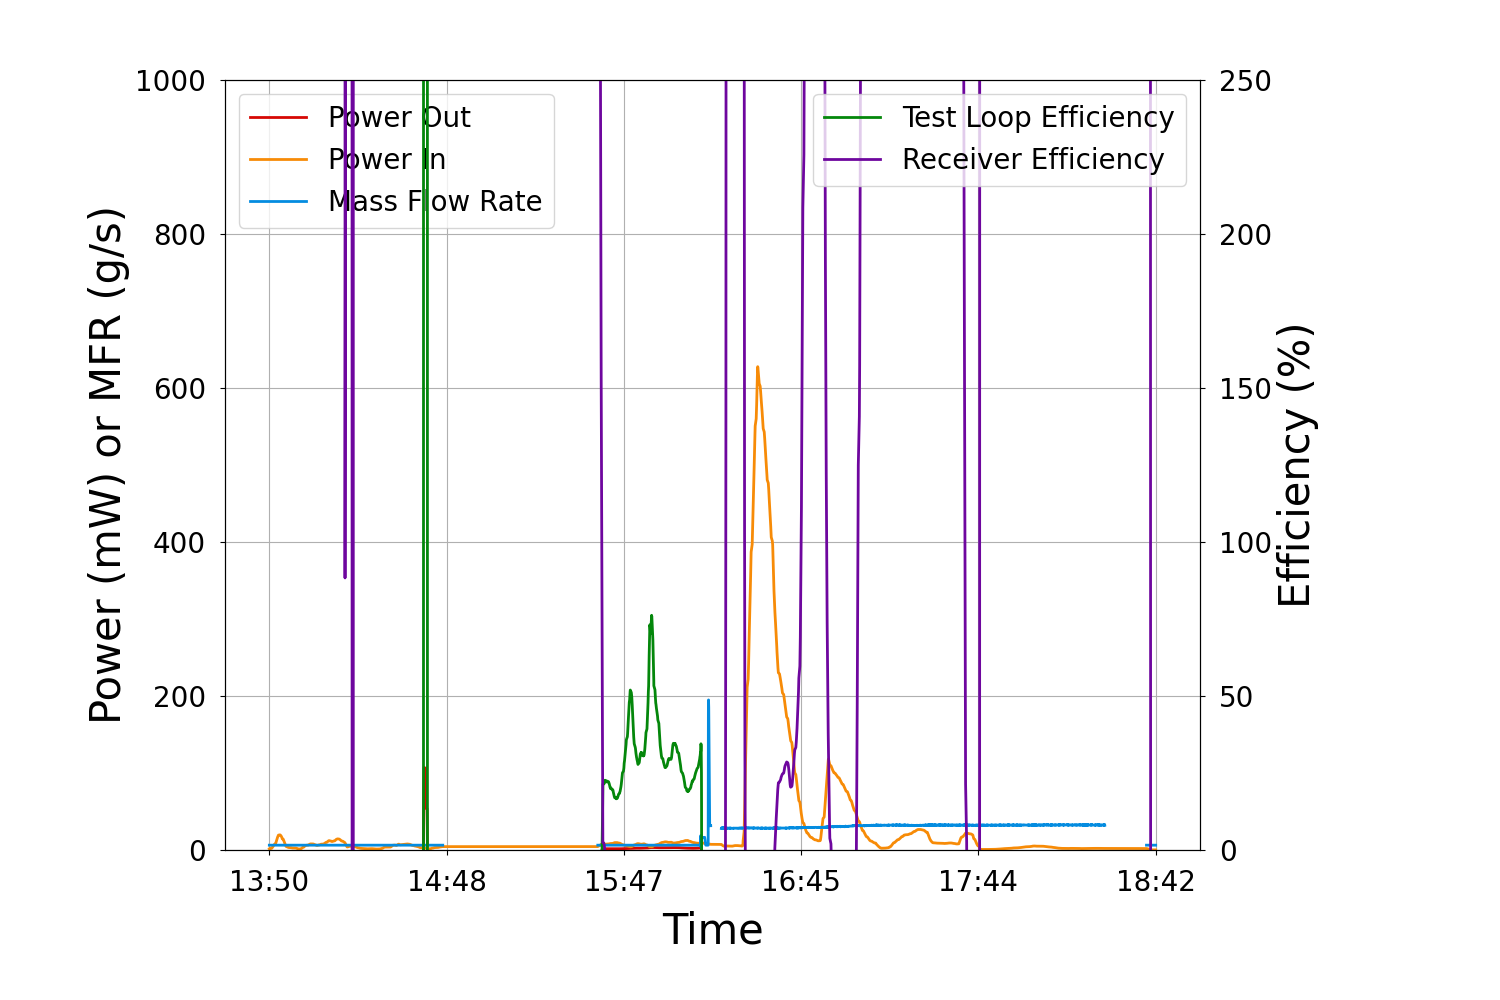 1000
800
600
400
200
0
Power (mW) or MFR (g/s)
Power Out
Power In
Mass Flow Rate
Test Loop Efficiency
Receiver Efficiency
250
200
150
100
50
0
Efficiency (%)
13:50 14:48 15:47 16:45 17:44 18:42
Time